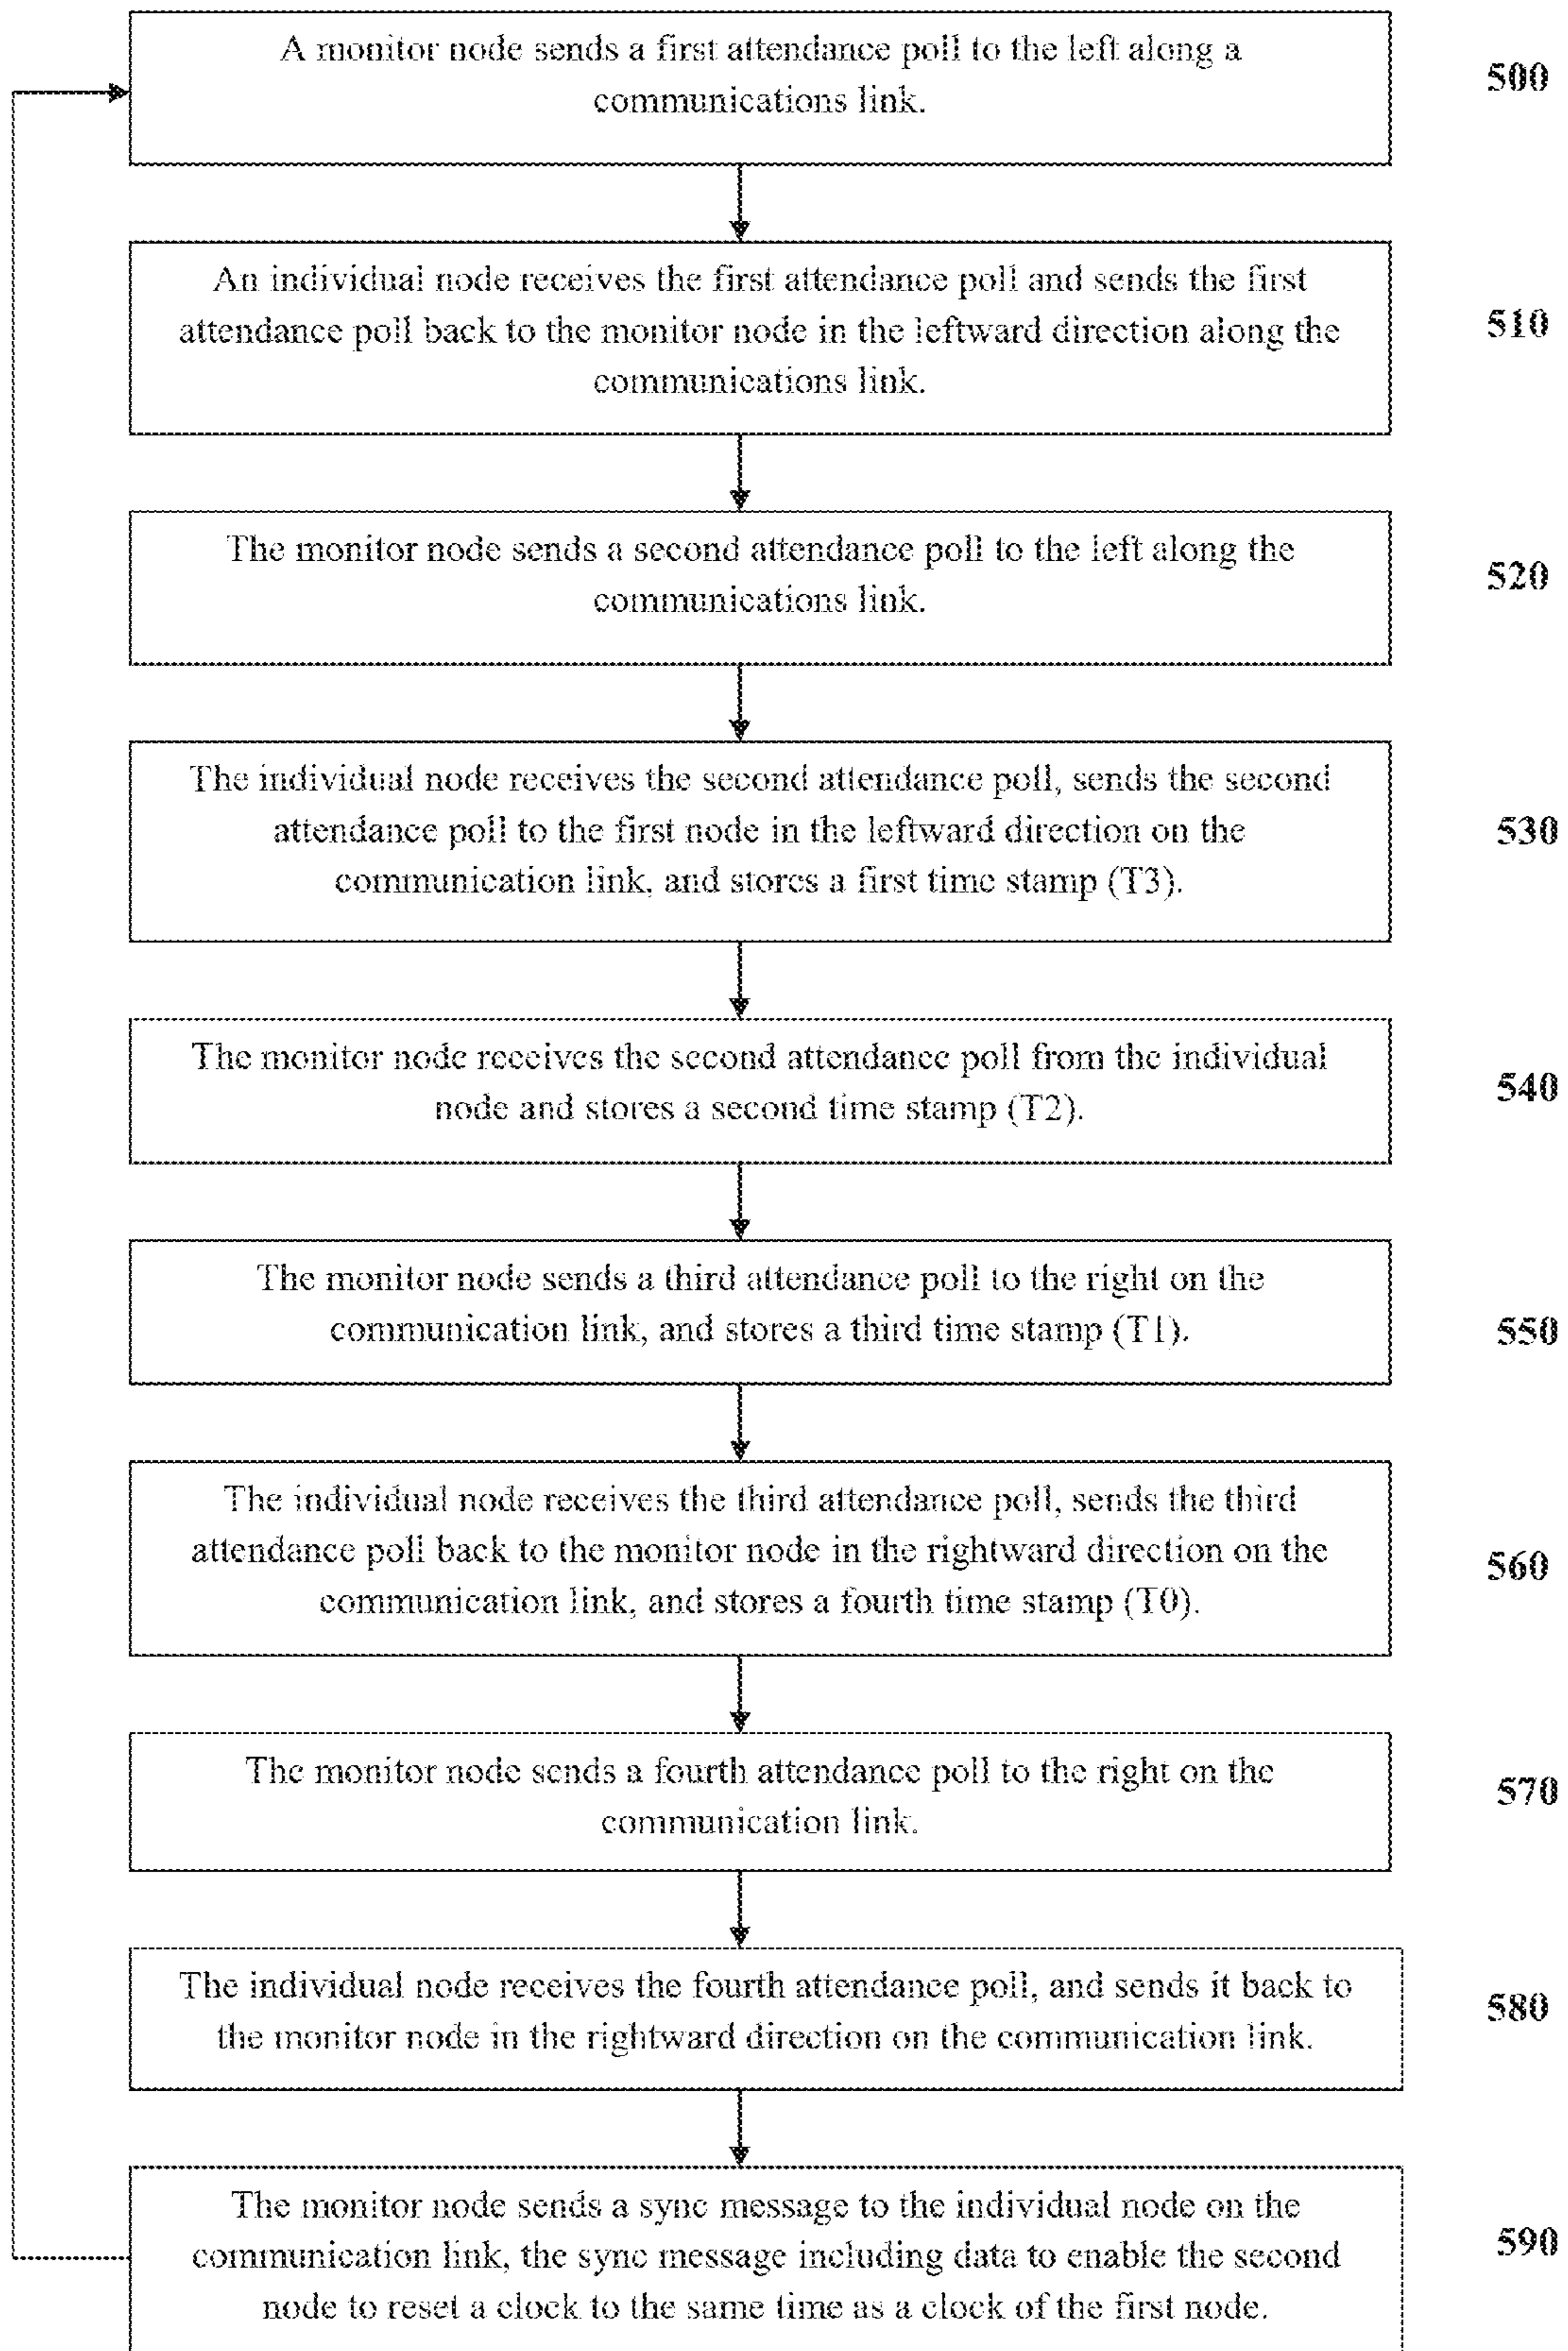 A monitor node sends a first attendance poll to the left along a
communications link.
500
An individual node receives the first attendance poll and sends the first
attendance poll back to the monitor node in the leftward direction along the
communications link.
510
The monitor node sends a second attendance poll to the left along the
communications link.
520
The individual node receives the second attendance poll, sends the second
attendance poll to the first node in the leftward direction on the
communication link, and stores a first time stamp (T3).
530
The monitor node receives the second attendance poll from the individual
node and stores a second time stamp (T2).
540
The monitor node sends a third attendance poll to the right on the
communication link, and stores a third time stamp (T1).
550
The individual node receives the third attendance poll, sends the third
attendance poll back to the monitor node in the rightward direction on the
communication link, and stores a fourth time stamp (T0).
560
The monitor node sends a fourth attendance poll to the right on the
communication link.
570
The individual node receives the fourth attendance poll, and sends it back to
the monitor node in the rightward direction on the communication link.
580
The monitor node sends a sync message to the individual node on the
communication link, the sync message including data to enable the second
node to reset a clock to the same time as a clock of the first node.
590